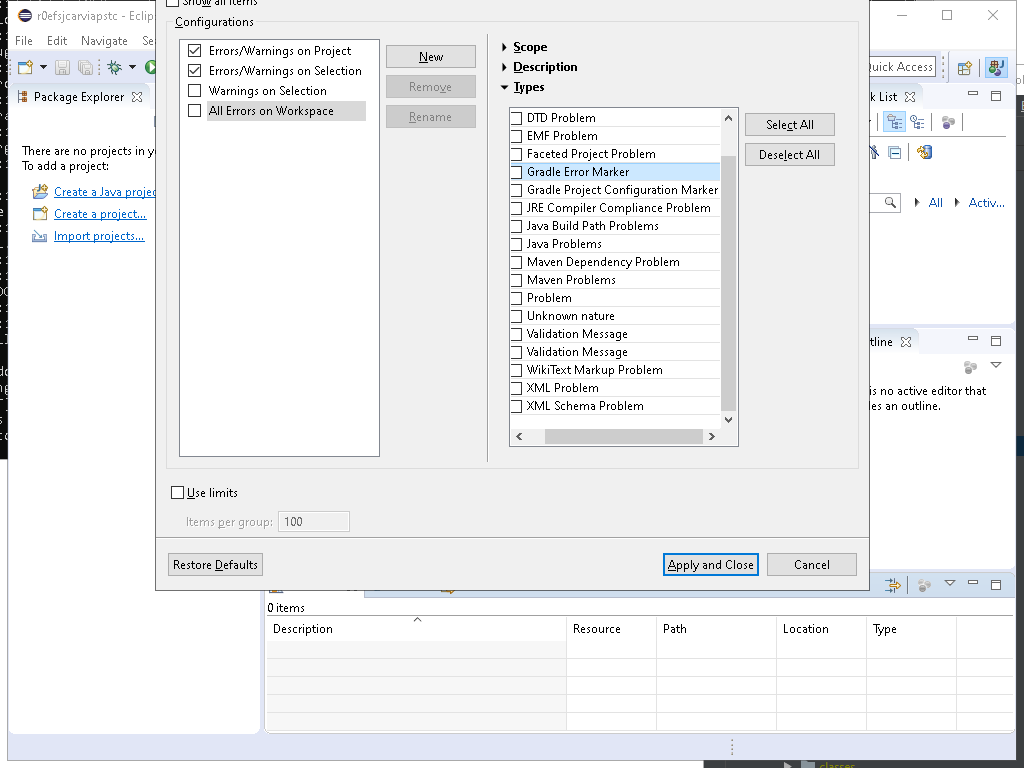 Show all items
r0efsjcarviapstc - Eclip
File Edit Navigate Se
Configurations
Errors/Warnings on Project
Errors/Warnings on Selection
Warnings on Selection
All Errors on Workspace
New
Remove
Rename
Scope
Description
Types
DTD Problem
EMF Problem
Faceted Project Problem
Gradle Error Marker
Gradle Project Configuration Marker
JRE Compiler Compliance Problem
Java Build Path Problems
Java Problems
Maven Dependency Problem
Maven Problems
Problem
Unknown nature
Validation Message
Validation Message
WikiText Markup Problem
XML Problem
XML Schema Problem
Select All
Deselect All
Quick Access
Package Explorer
k List
There are no projects in y
To add a project:
Create a Java projec
Create a project...
Import projects...
All Activ...
tline
is no active editor that
les an outline.
Use limits
Items per group: 100
Restore Defaults
Apply and Close
Cancel
0 items
Description Resource Path Location Type
classes